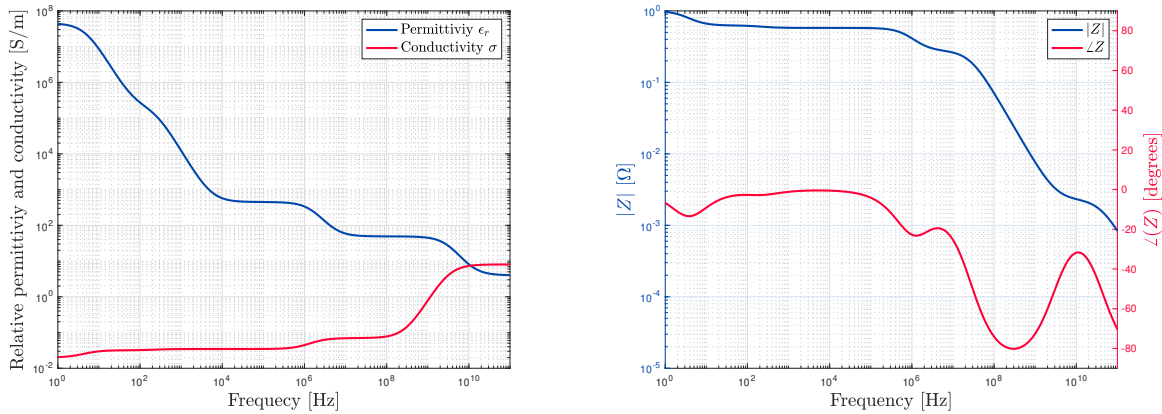 Relative permittiviy and conductivity [S/m]
10^8
10^6
10^4
10^2
10^0
10^-2
Permittiviy ϵ_r
Conductivity σ
10^0 10^2 10^4 10^6 10^8 10^10
Frequecy [Hz]
|Z| [Ω]
10^0
10^-1
10^-2
10^-3
10^-4
10^-5
|Z|
∠Z
80
60
40
20
0
-20
-40
-60
-80
∠(Z) [degrees]
10^0 10^2 10^4 10^6 10^8 10^10
Frequency [Hz]